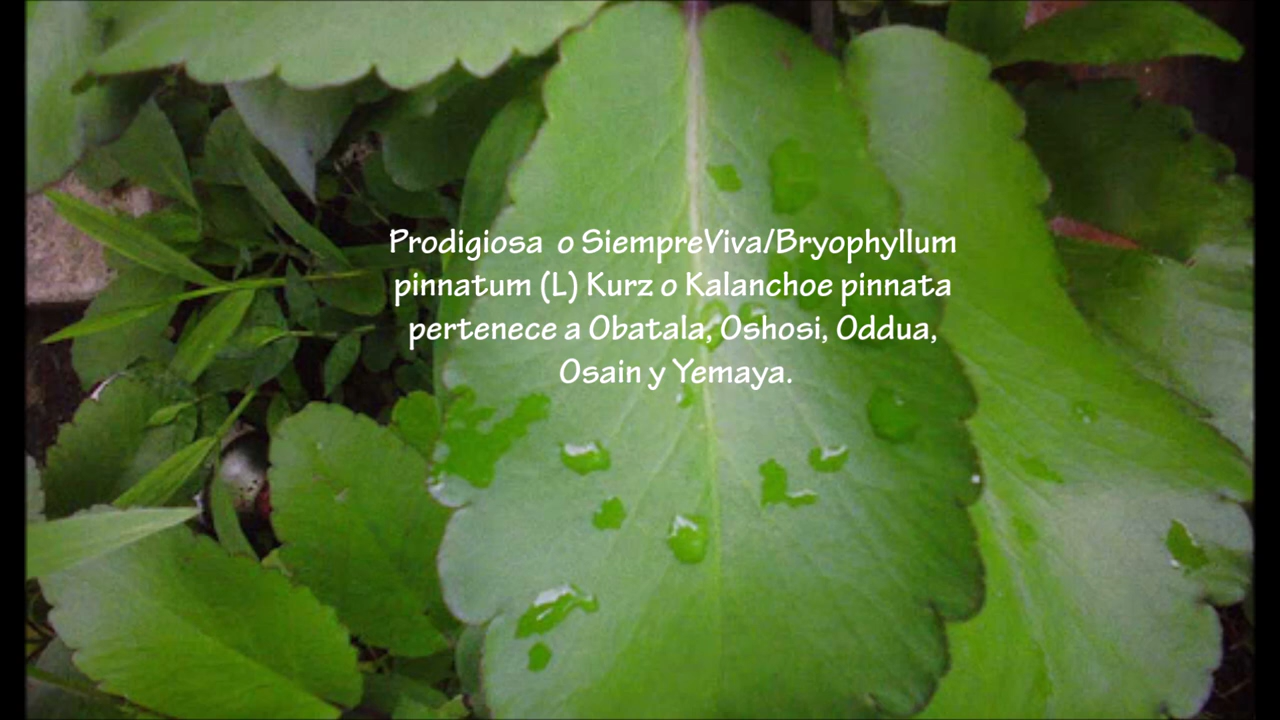 Prodigiosa  o SiempreViva/Bryophyllum
pinnatum (L) Kurz o Kalanchoe pinnata
pertenece a Obatala, Oshosi, Oddua,
Osain y Yemaya.